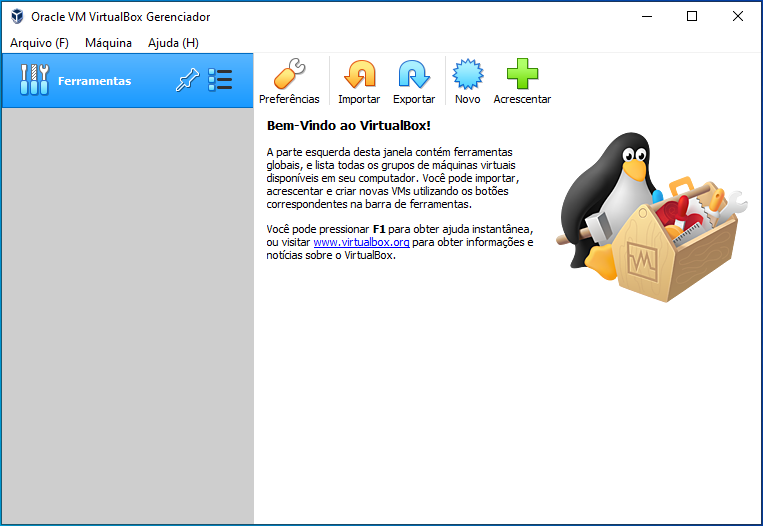 Oracle VM VirtualBox Gerenciador
Arquivo (F) Máquina Ajuda (H)
Ferramentas
Preferências Importar Exportar Novo Acrescentar
Bem-Vindo ao VirtualBox!
A parte esquerda desta janela contém ferramentas
globais, e lista todas os grupos de máquinas virtuais
disponíveis em seu computador. Você pode importar,
acrescentar e criar novas VMs utilizando os botões
correspondentes na barra de ferramentas.
Você pode pressionar F1 para obter ajuda instantânea,
ou visitar www.virtualbox.org para obter informações e
notícias sobre o VirtualBox.